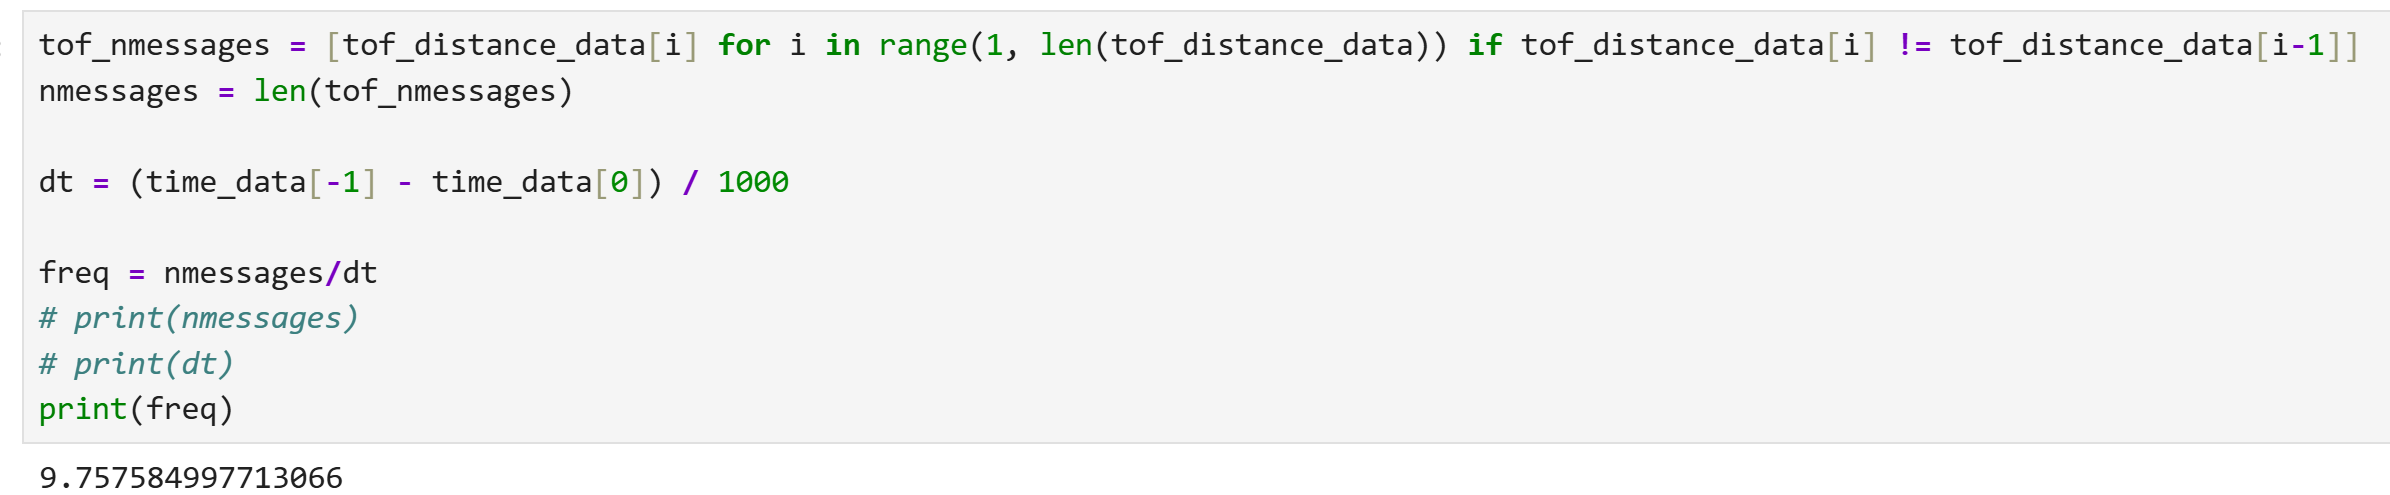 tof_nmessages = [tof_distance_data[i] for i in range(1, len(tof_distance_data)) if tof_distance_data[i] != tof_distance_data[i-1]]
nmessages = len(tof_nmessages)
dt = (time_data[-1] - time_data[0]) / 1000
freq = nmessages/dt
# print(nmessages)
# print(dt)
print(freq)
9.757584997713066